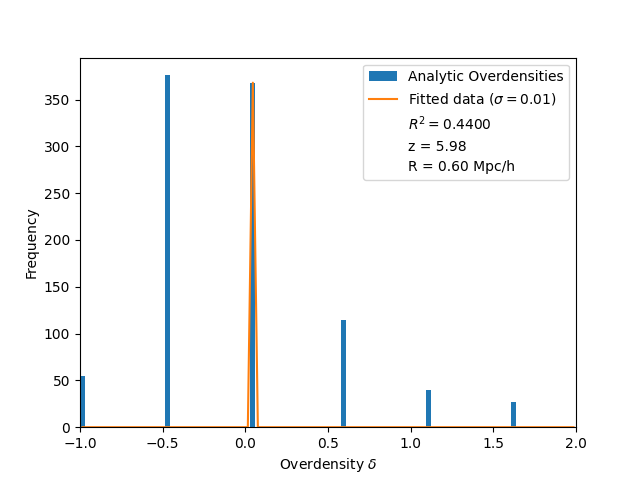 Analytic Overdensities
Fitted data (σ = 0.01)
R² = 0.4400
z = 5.98
R = 0.60 Mpc/h
Frequency
350
300
250
200
150
100
50
0
−1.0 −0.5 0.0 0.5 1.0 1.5 2.0
Overdensity δ